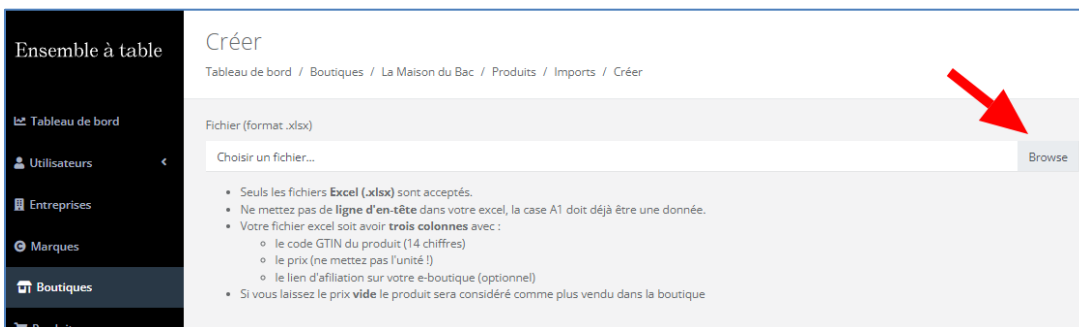 Ensemble à table
Tableau de bord
Utilisateurs
Entreprises
Marques
Boutiques
Créer
Tableau de bord / Boutiques / La Maison du Bac / Produits / Imports / Créer
Fichier (format .xlsx)
Choisir un fichier... Browse
Seuls les fichiers Excel (.xlsx) sont acceptés.
Ne mettez pas de ligne d'en-tête dans votre excel, la case A1 doit déjà être une donnée.
Votre fichier excel soit avoir trois colonnes avec :
le code GTIN du produit (14 chiffres)
le prix (ne mettez pas l'unité !)
le lien d'afiliation sur votre e-boutique (optionnel)
Si vous laissez le prix vide le produit sera considéré comme plus vendu dans la boutique